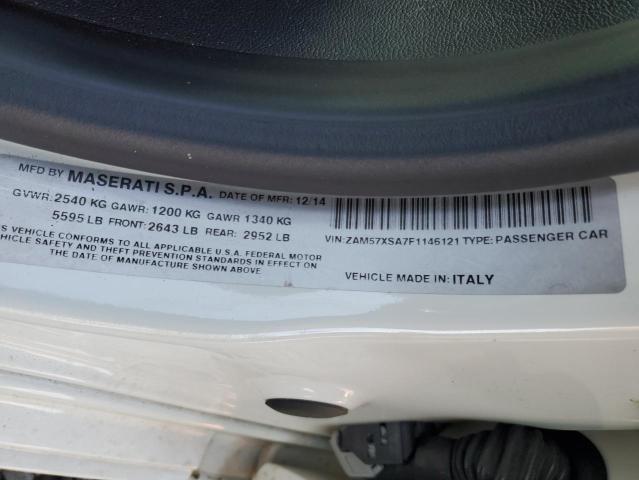 MFD BY MASERATI S.P.A. DATE OF MFR: 12/14
GVWR: 2540 KG GAWR: 1200 KG GAWR 1340 KG
5595 LB FRONT: 2643 LB REAR: 2952 LB
VEHICLE CONFORMS TO ALL APPLICABLE U.S.A. FEDERAL MOTOR
VEHICLE SAFETY AND THEFT PREVENTION STANDARDS IN EFFECT ON
THE DATE OF MANUFACTURE SHOWN ABOVE.
VIN: ZAM57XSA7F1146121 TYPE: PASSENGER CAR
VEHICLE MADE IN: ITALY